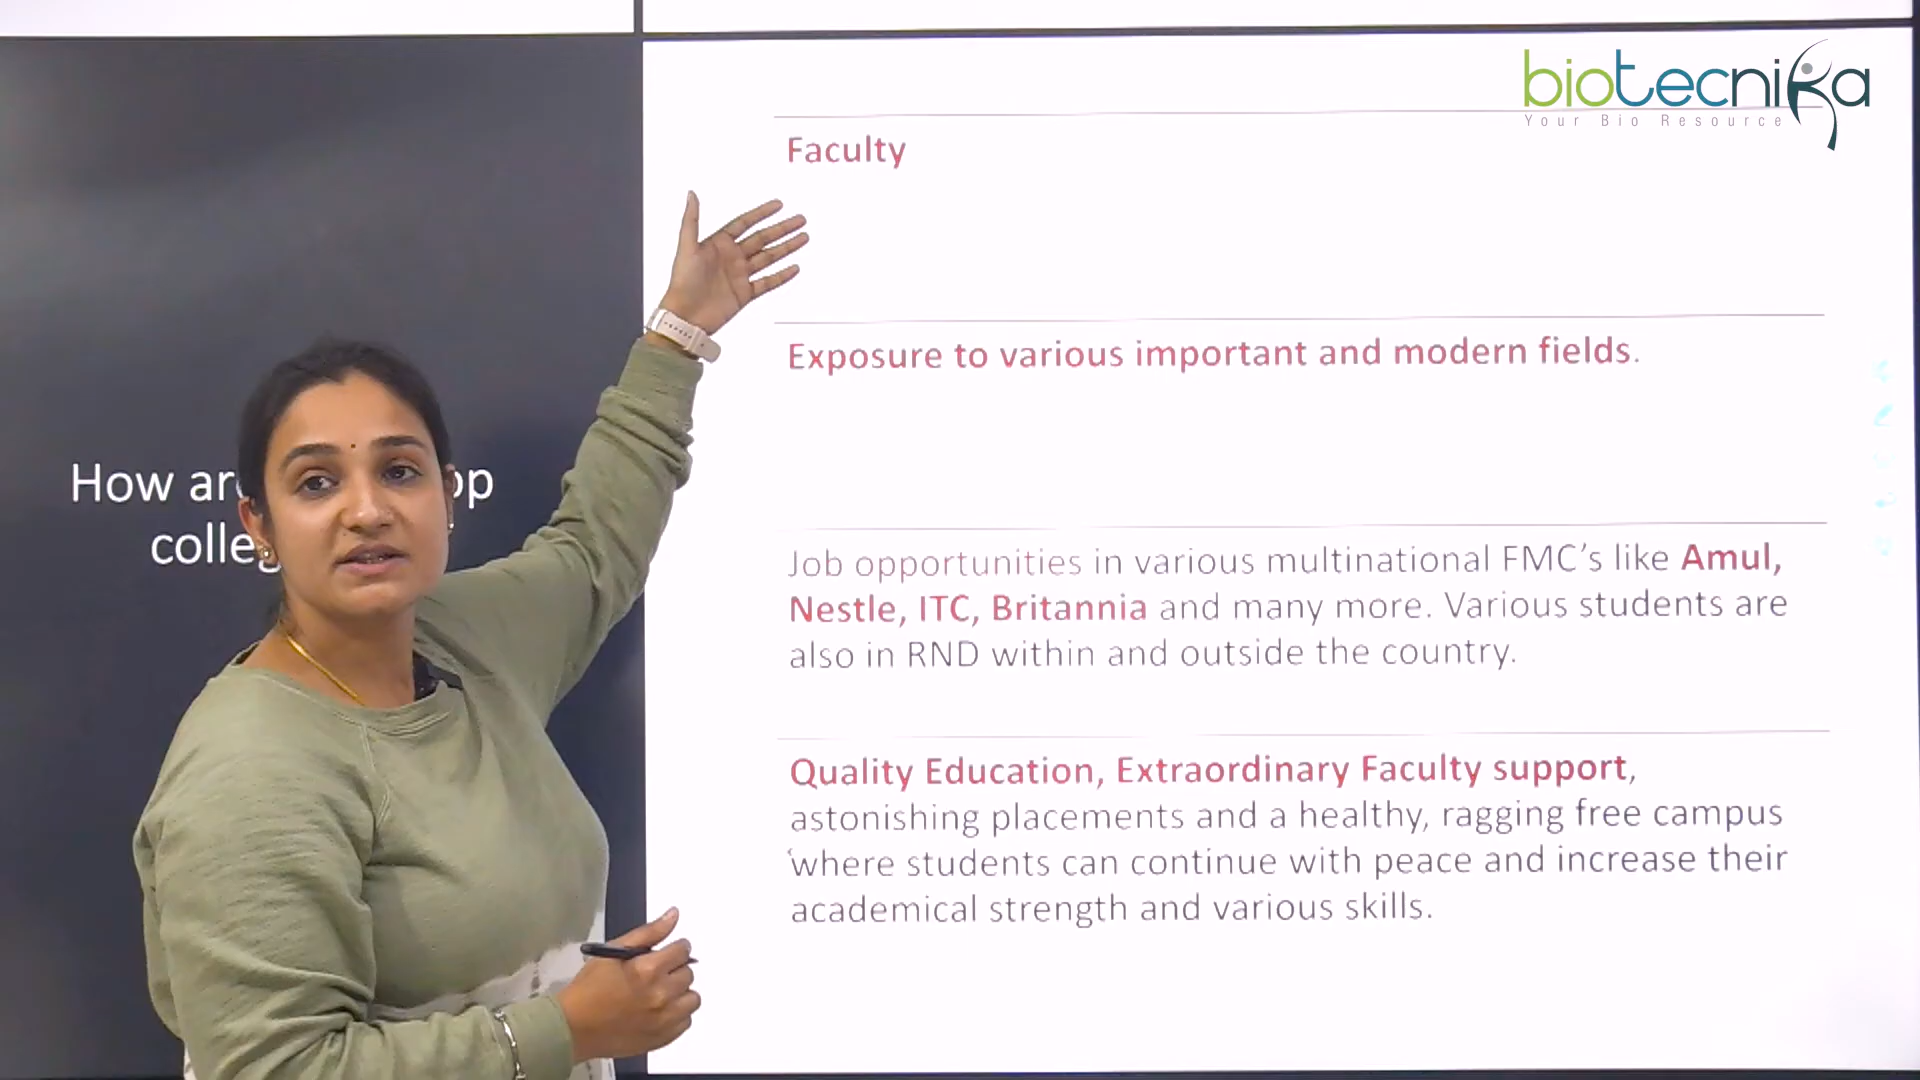 biotecnika
Your Bio Resource
How are op
colle
Faculty
Exposure to various important and modern fields.
Job opportunities in various multinational FMC’s like Amul,
Nestle, ITC, Britannia and many more. Various students are
also in RND within and outside the country.
Quality Education, Extraordinary Faculty support,
astonishing placements and a healthy, ragging free campus
where students can continue with peace and increase their
academical strength and various skills.